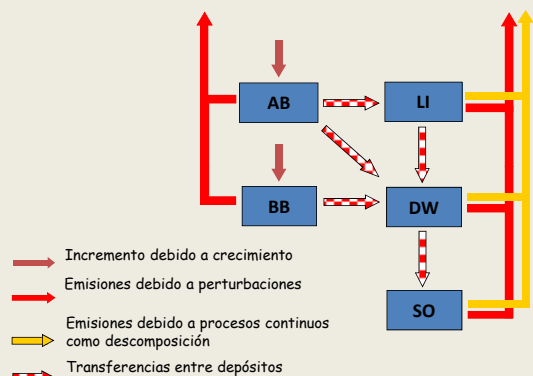 AB
LI
BB
DW
SO
Incremento debido a crecimiento
Emisiones debido a perturbaciones
Emisiones debido a procesos continuos
como descomposición
Transferencias entre depósitos